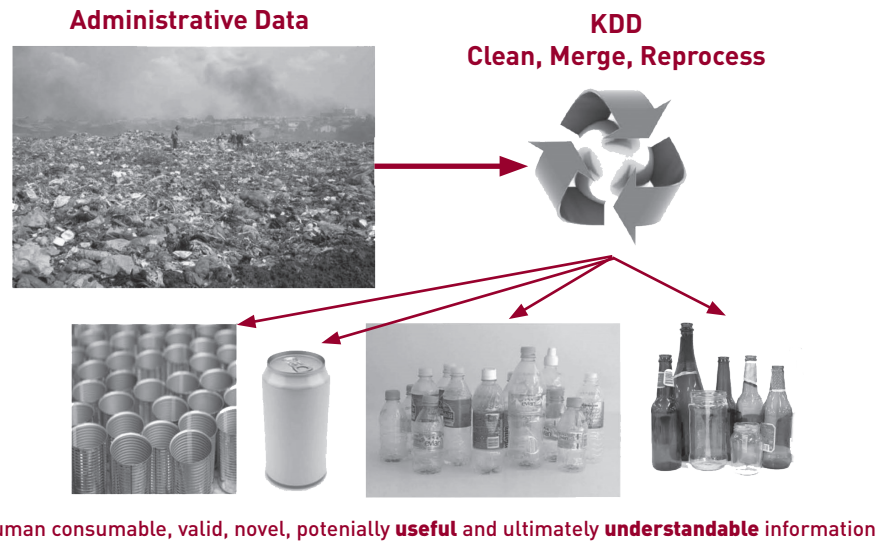 Administrative Data
KDD
Clean, Merge, Reprocess
uman consumable, valid, novel, potenially useful and ultimately understandable information